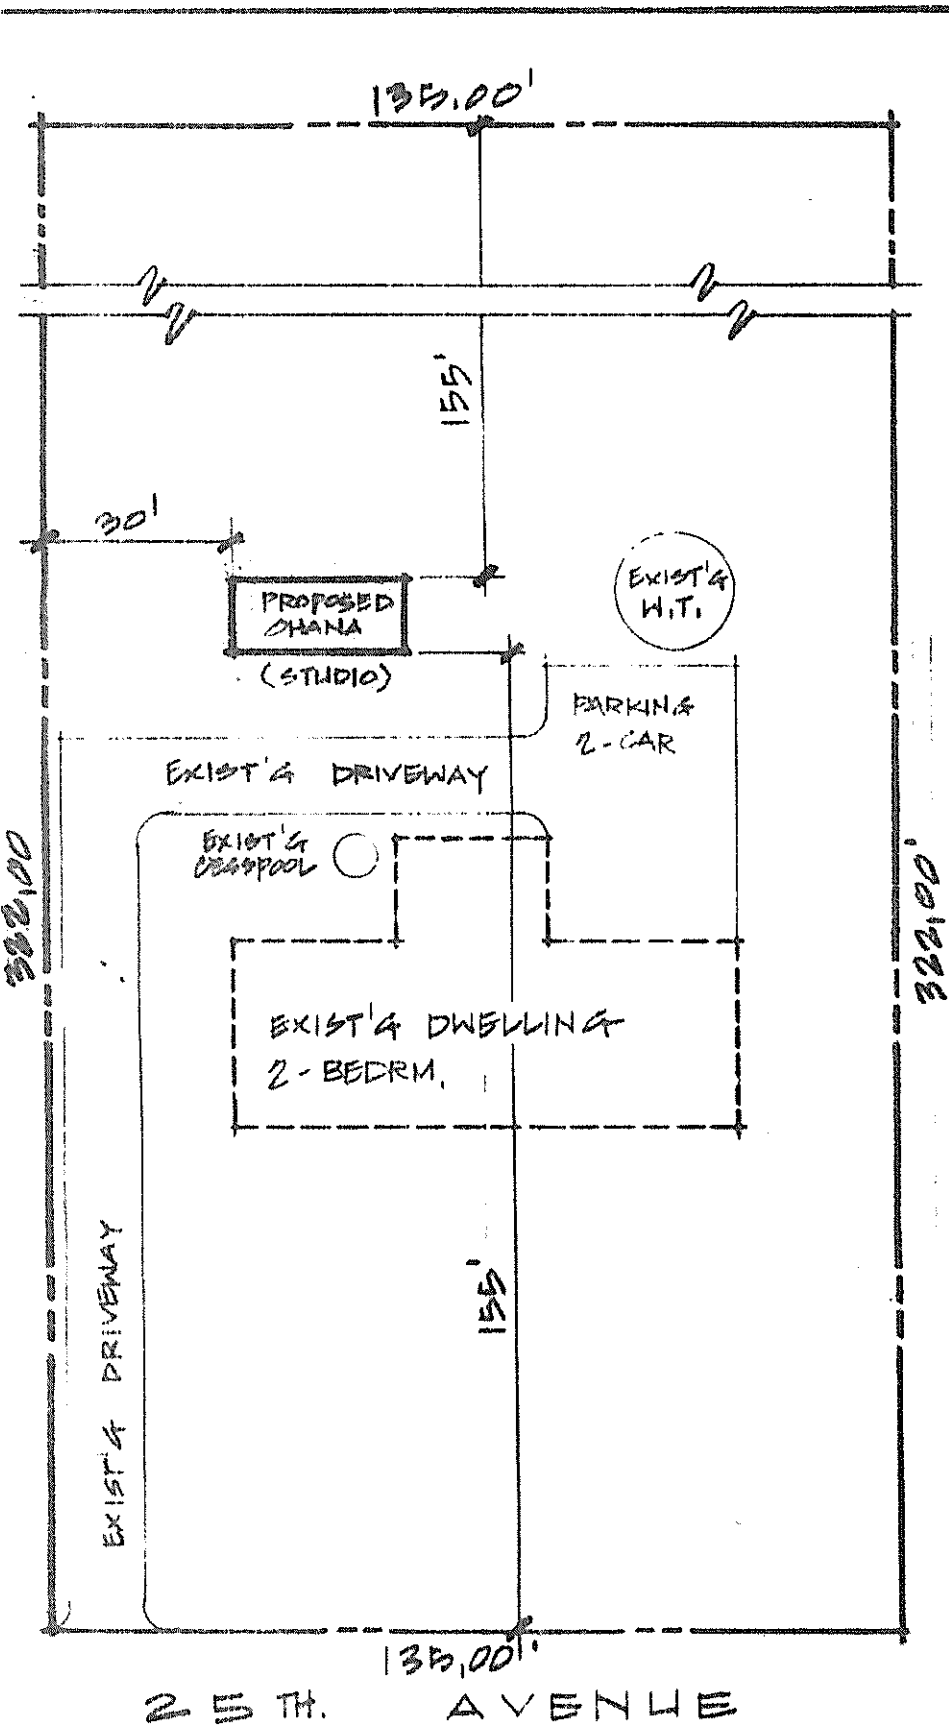 135.00'
155'
30'
EXIST'G
W.T.
PROPOSED
OHANA
(STUDIO)
PARKING
2-CAR
EXIST'G DRIVEWAY
EXIST'G
CESSPOOL
322.00
322.00'
EXIST'G DWELLING
2-BEDRM.
EXIST'G DRIVEWAY
155'
135.00'
25TH. AVENUE